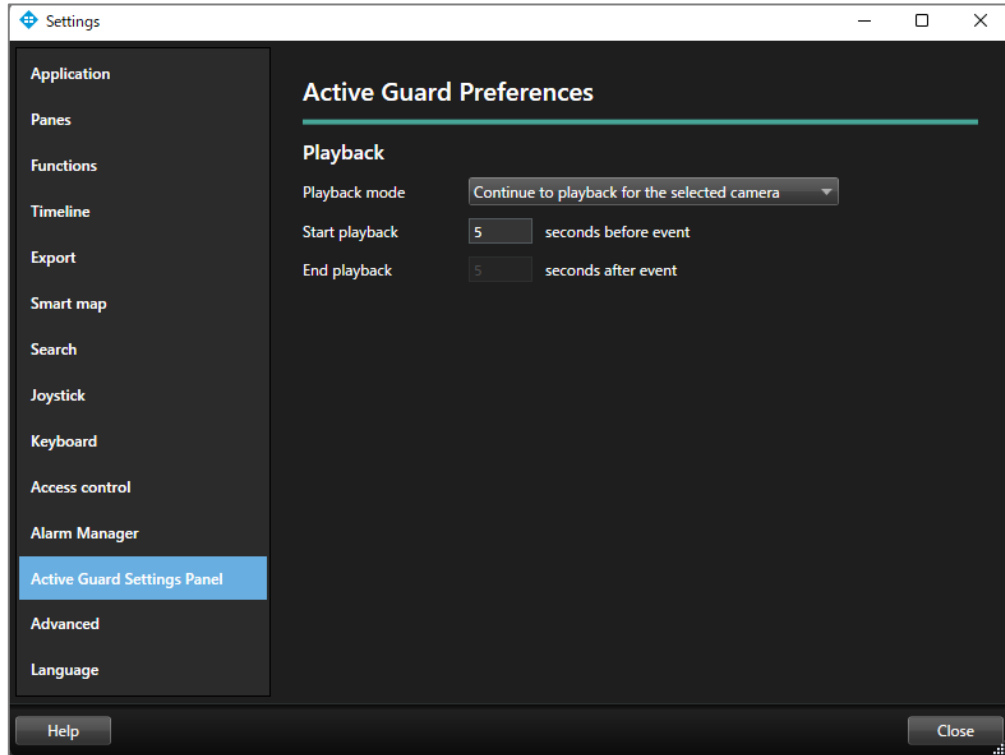 Settings
Application
Panes
Functions
Timeline
Export
Smart map
Search
Joystick
Keyboard
Access control
Alarm Manager
Active Guard Settings Panel
Advanced
Language
Active Guard Preferences
Playback
Playback mode Continue to playback for the selected camera
Start playback 5 seconds before event
End playback 5 seconds after event
Help Close